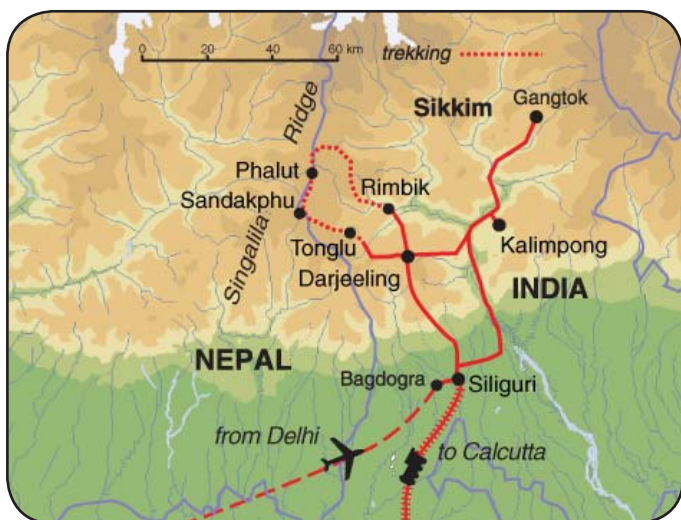 0 20 40 60 km
trekking
Sikkim
Gangtok
Ridge
Phalut
Sandakphu
Rimbik
Singalila
Tonglu
Kalimpong
Darjeeling
INDIA
NEPAL
Bagdogra
Siliguri
from Delhi
to Calcutta